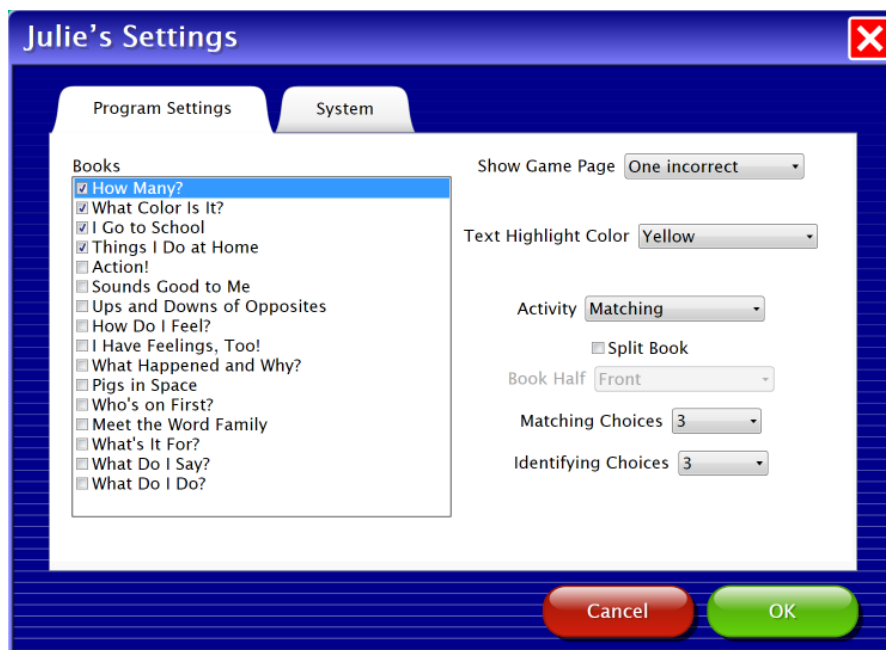 Julie's Settings
Program Settings
System
Books
How Many?
What Color Is It?
I Go to School
Things I Do at Home
Action!
Sounds Good to Me
Ups and Downs of Opposites
How Do I Feel?
I Have Feelings, Too!
What Happened and Why?
Pigs in Space
Who's on First?
Meet the Word Family
What's It For?
What Do I Say?
What Do I Do?
Show Game Page One incorrect
Text Highlight Color Yellow
Activity Matching
Split Book
Book Half Front
Matching Choices 3
Identifying Choices 3
Cancel
OK